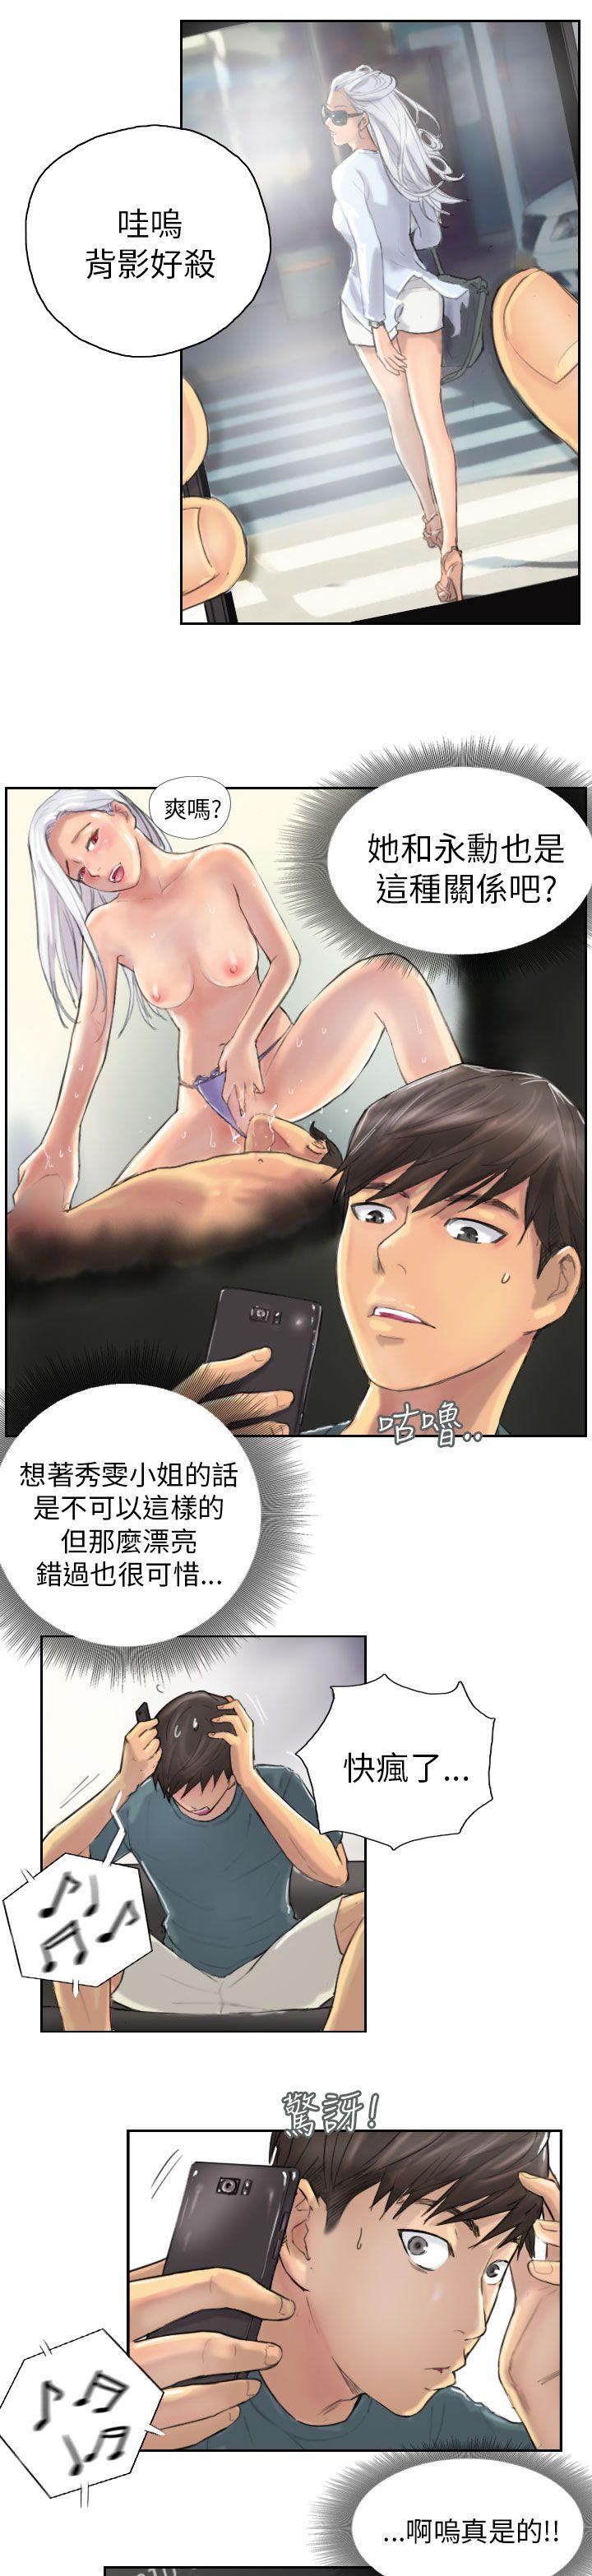 哇嗚
背影好殺
爽嗎?
她和永勳也是
這種關係吧?
咕嚕..
想著秀雯小姐的話
是不可以這樣的
但那麼漂亮
錯過也很可惜...
快瘋了...
驚訝!
...啊嗚真是的!!